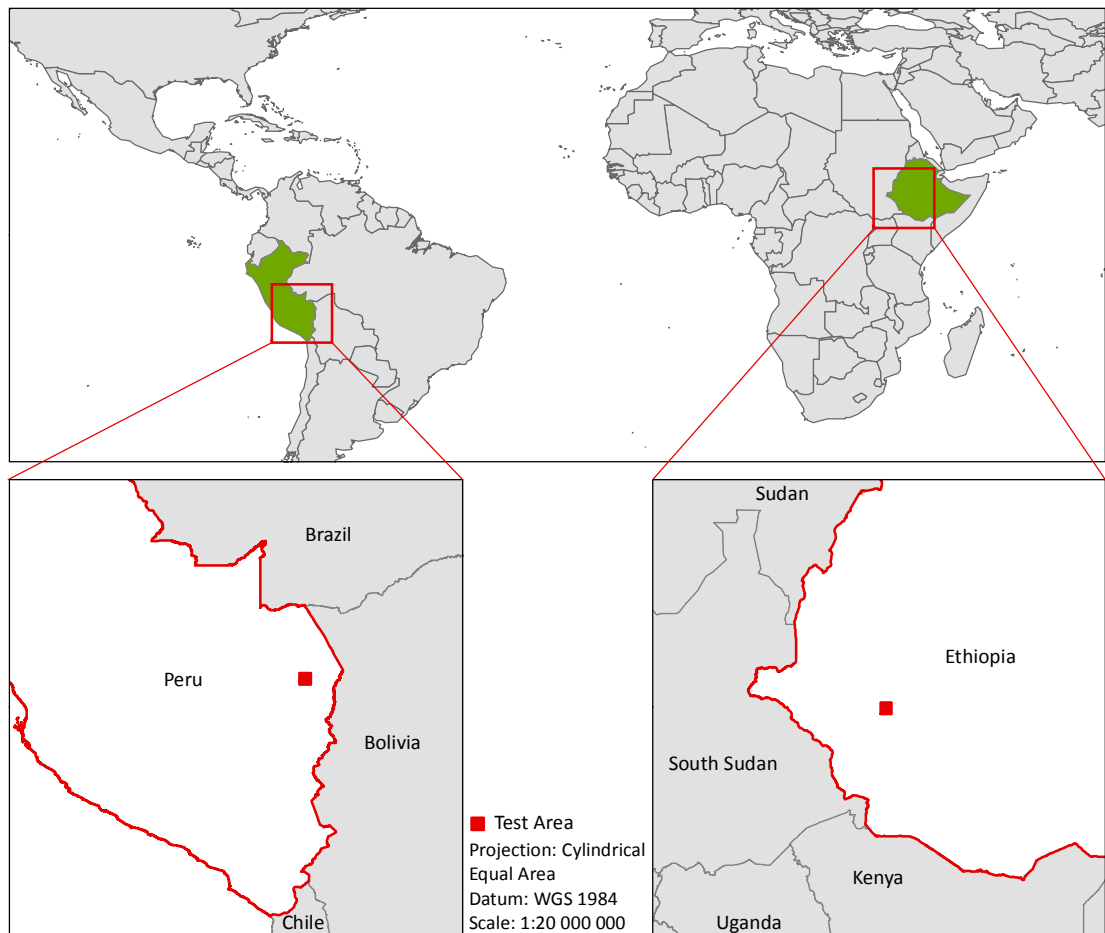 Brazil
Peru
Bolivia
Chile
Test Area
Projection: Cylindrical
Equal Area
Datum: WGS 1984
Scale: 1:20 000 000
Sudan
Ethiopia
South Sudan
Kenya
Uganda